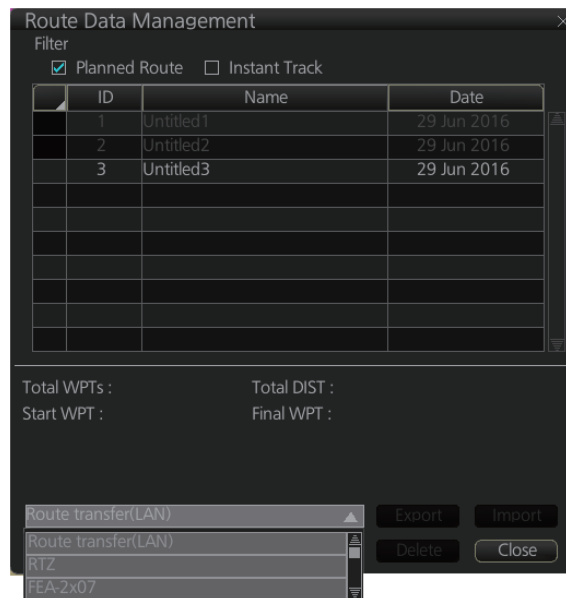 Route Data Management
Filter
Planned Route Instant Track
ID Name Date
1 Untitled1 29 Jun 2016
2 Untitled2 29 Jun 2016
3 Untitled3 29 Jun 2016
Total WPTs : Total DIST :
Start WPT : Final WPT :
Route transfer(LAN) Export Import
Route transfer(LAN) Delete Close
RTZ
FEA-2x07